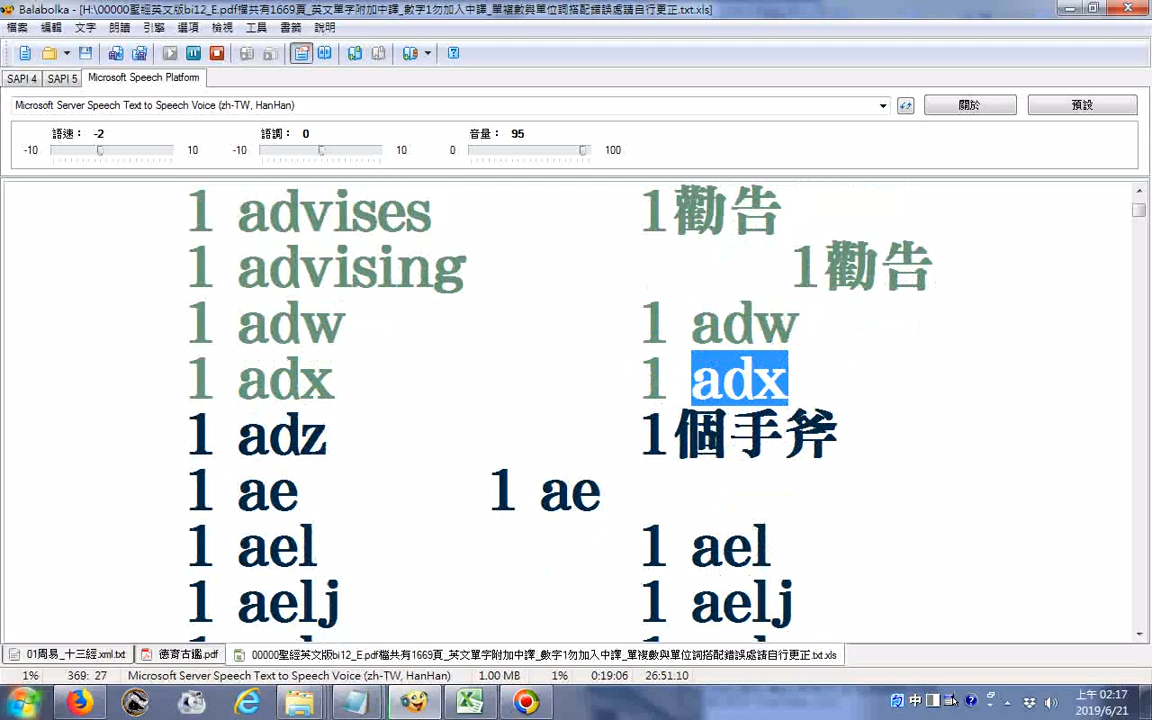 Balabolka - [H:\00000聖經英文版bi12_E.pdf檔共有1669頁_英文單字附加中譯_數字1勿加入中譯_單複數與單位詞搭配錯誤處請自行更正.txt.xls]
檔案 編輯 文字 朗讀 引擎 選項 檢視 工具 書籤 說明
SAPI 4 SAPI 5 Microsoft Speech Platform
Microsoft Server Speech Text to Speech Voice (zh-TW, HanHan) 關於 預設
語速： -2 語調： 0 音量： 95
-10 10 -10 10 0 100
1 advises 1勸告
1 advising 1勸告
1 adw 1 adw
1 adx 1 adx
1 adz 1個手斧
1 ae 1 ae
1 ael 1 ael
1 aelj 1 aelj
01周易_十三經.xml.txt 德育古鑑.pdf 00000聖經英文版bi12_E.pdf檔共有1669頁_英文單字附加中譯_數字1勿加入中譯_單複數與單位詞搭配錯誤處請自行更正.txt.xls
1% 369: 27 Microsoft Server Speech Text to Speech Voice (zh-TW, HanHan) 1.00 MB 1% 0:19:06 26:51.10
中 上午 02:17
2019/6/21